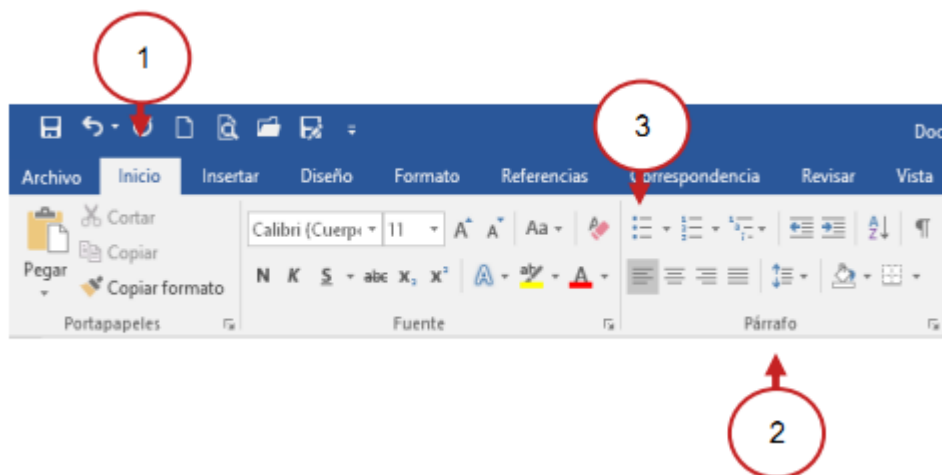 1
3
Doc
Archivo Inicio Insertar Diseño Formato Referencias Correspondencia Revisar Vista
Cortar
Calibri (Cuerp 11 A A Aa
Copiar
Pegar
Copiar formato
N K S abc X₂ X² A aby A
A
Z
¶
Portapapeles Fuente Párrafo
2